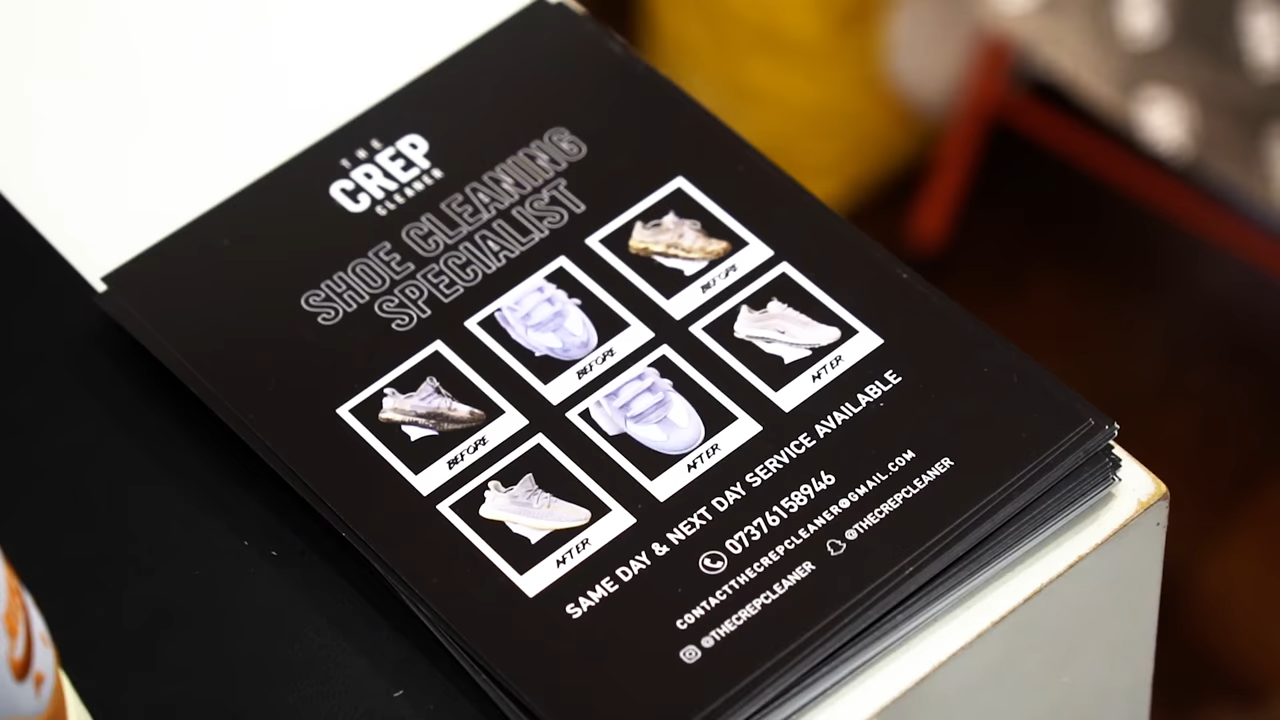 THE
CREP
CLEANER
SHOE CLEANING
SPECIALIST
BEFORE
BEFORE
BEFORE
AFTER
AFTER
AFTER
SAME DAY & NEXT DAY SERVICE AVAILABLE
07376158946
CONTACTTHECREPCLEANER@GMAIL.COM
@THECREPCLEANER @THECREPCLEANER